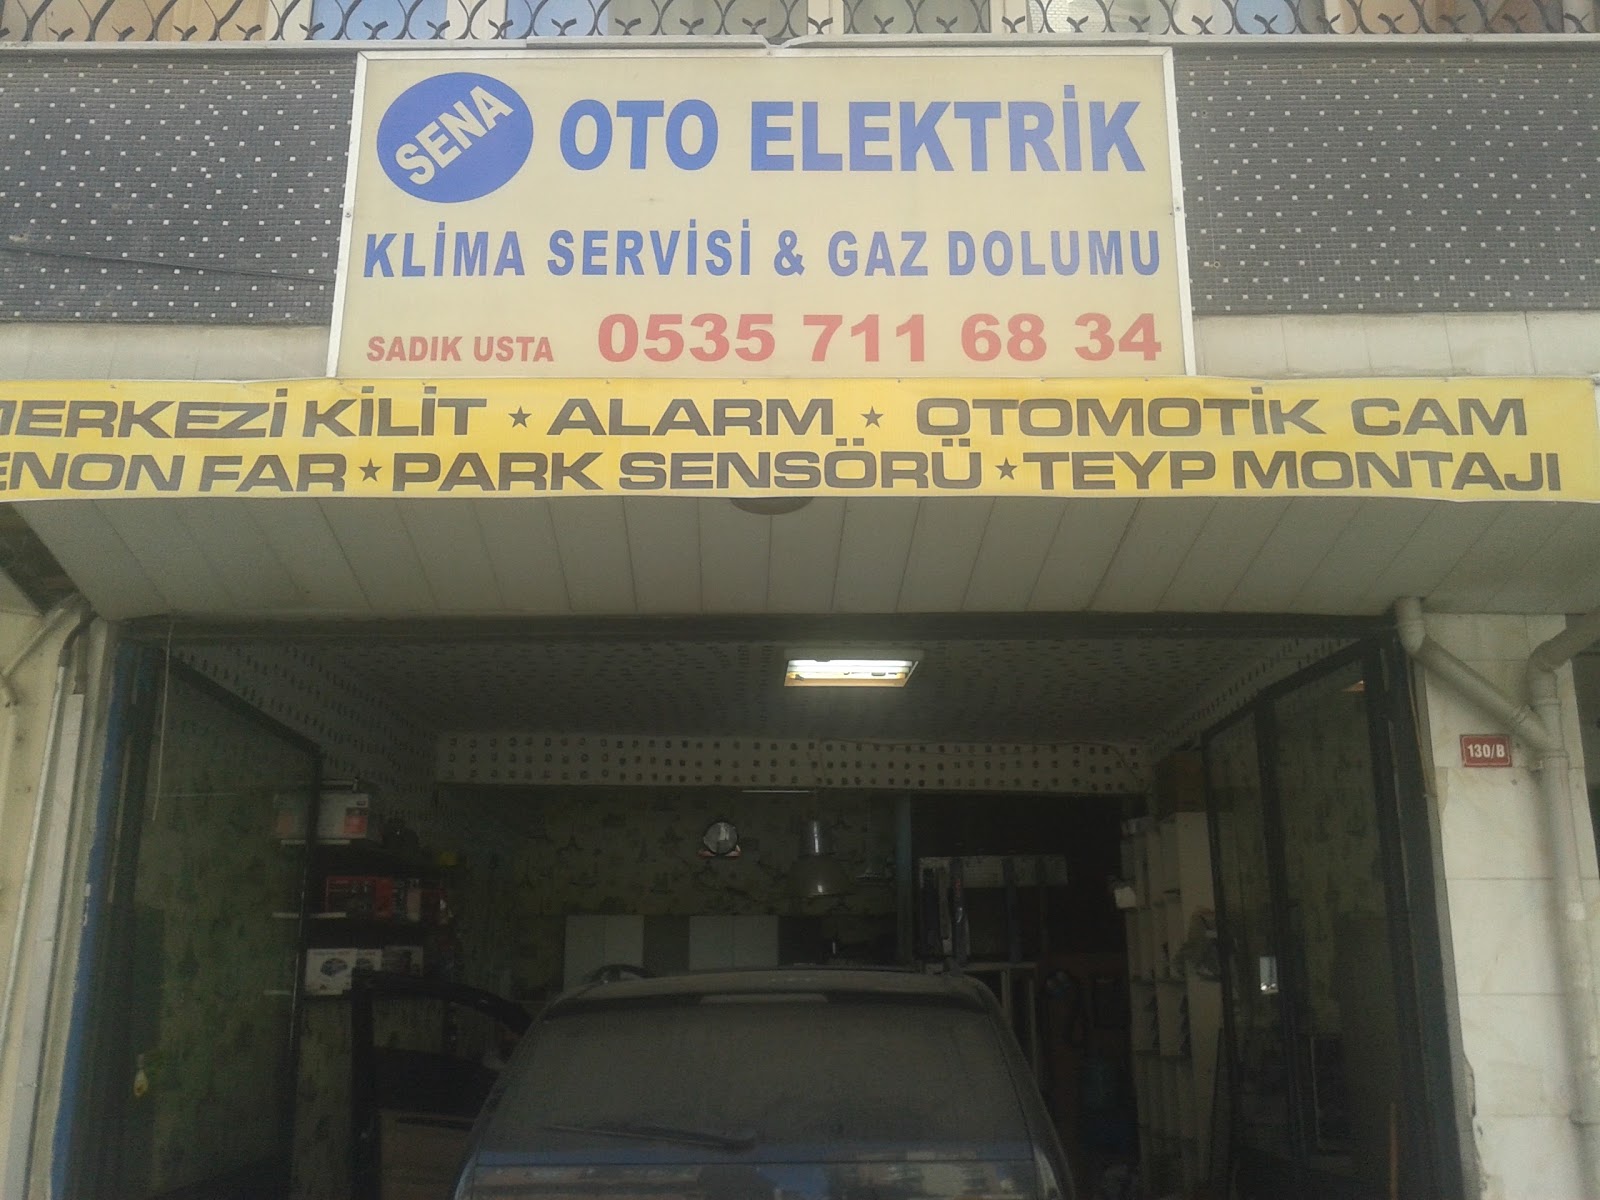 SENA OTO ELEKTRİK
KLİMA SERVİSİ & GAZ DOLUMU
SADIK USTA 0535 711 68 34
MERKEZİ KİLİT ★ ALARM ★ OTOMOTİK CAM
ENON FAR ★ PARK SENSÖRÜ ★ TEYP MONTAJI
130/B